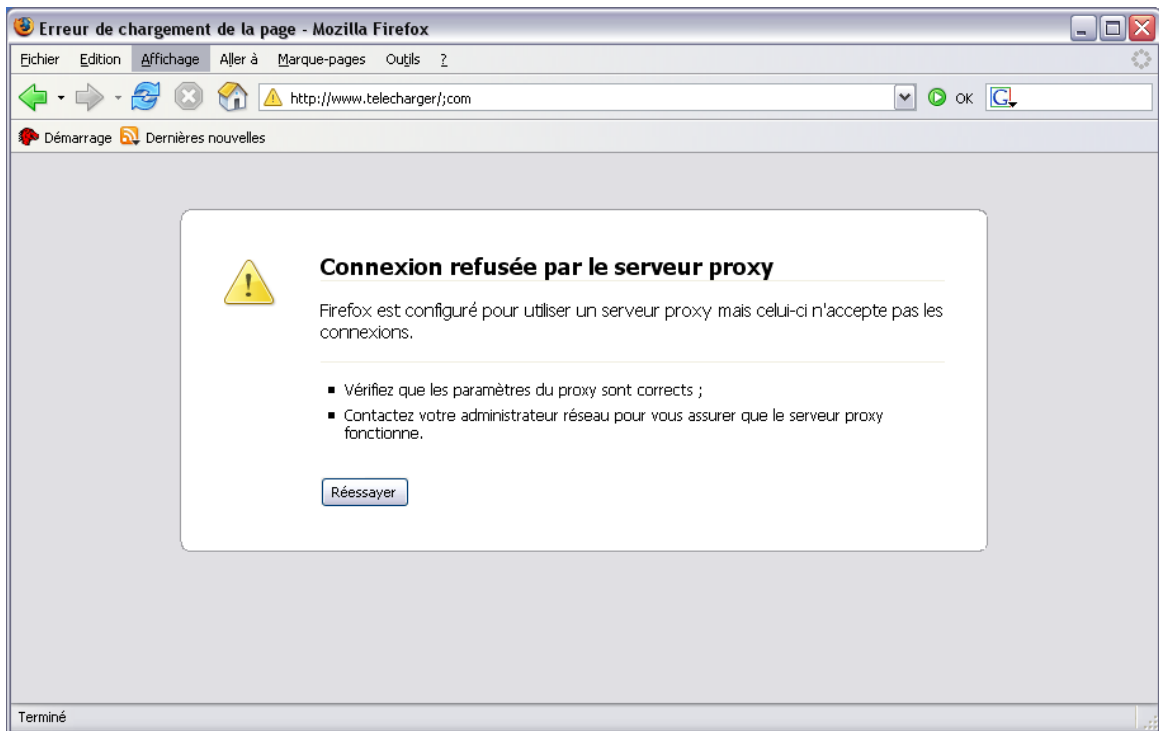 Erreur de chargement de la page - Mozilla Firefox
Fichier Edition Affichage Aller à Marque-pages Outils ?
http://www.telecharger/;com OK G
Démarrage Dernières nouvelles
Connexion refusée par le serveur proxy
Firefox est configuré pour utiliser un serveur proxy mais celui-ci n'accepte pas les
connexions.
Vérifiez que les paramètres du proxy sont corrects ;
Contactez votre administrateur réseau pour vous assurer que le serveur proxy
fonctionne.
Réessayer
Terminé